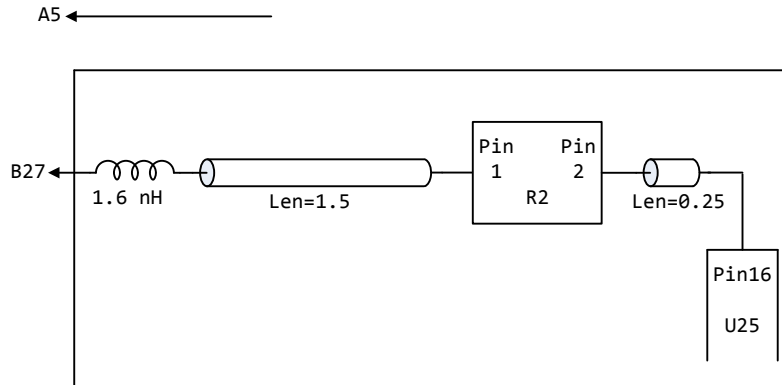 A5
B27
1.6 nH
Len=1.5
Pin Pin
1 2
R2
Len=0.25
Pin16
U25